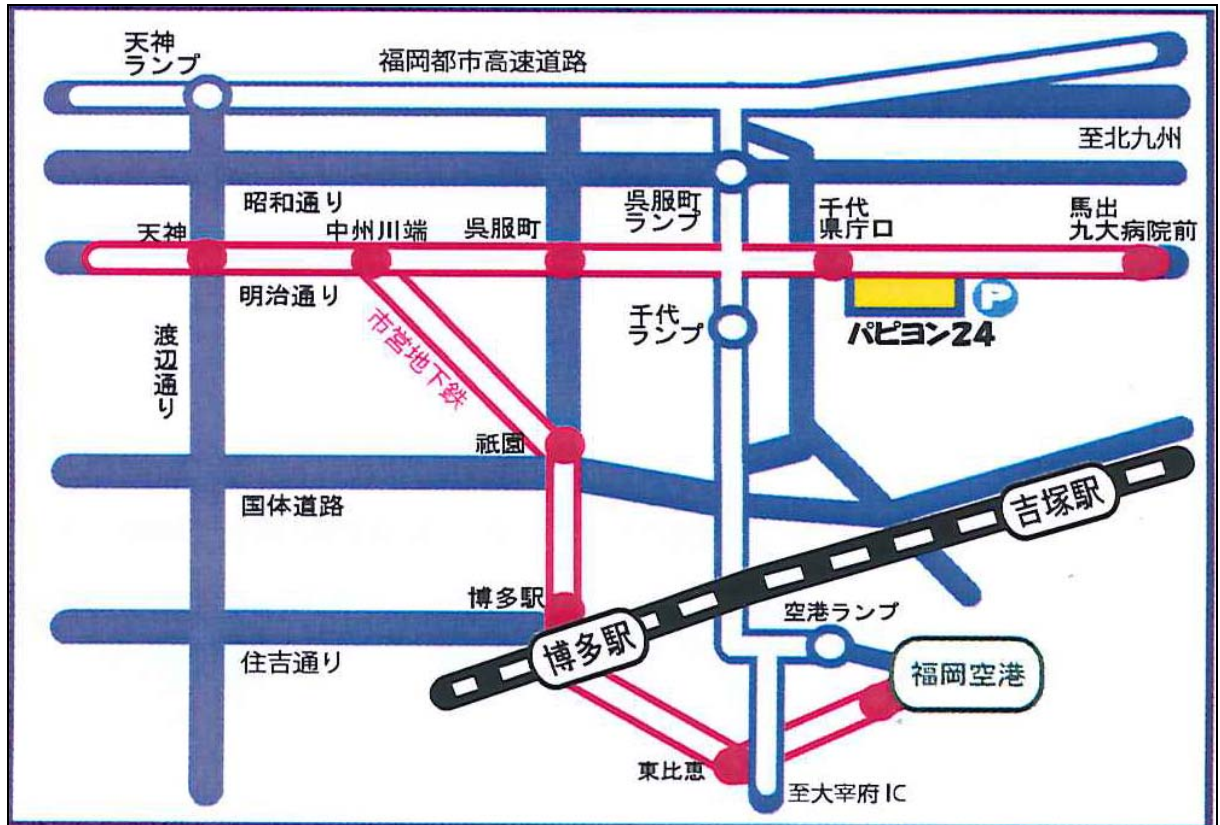 天神
ランプ
福岡都市高速道路
至北九州
昭和通り
呉服町
ランプ
千代
県庁口
馬出
九大病院前
天神
中州川端
呉服町
明治通り
千代
ランプ
P
パピヨン24
渡辺通り
市営地下鉄
祇園
国体道路
吉塚駅
博多駅
博多駅
空港ランプ
住吉通り
福岡空港
東比恵
至大宰府IC